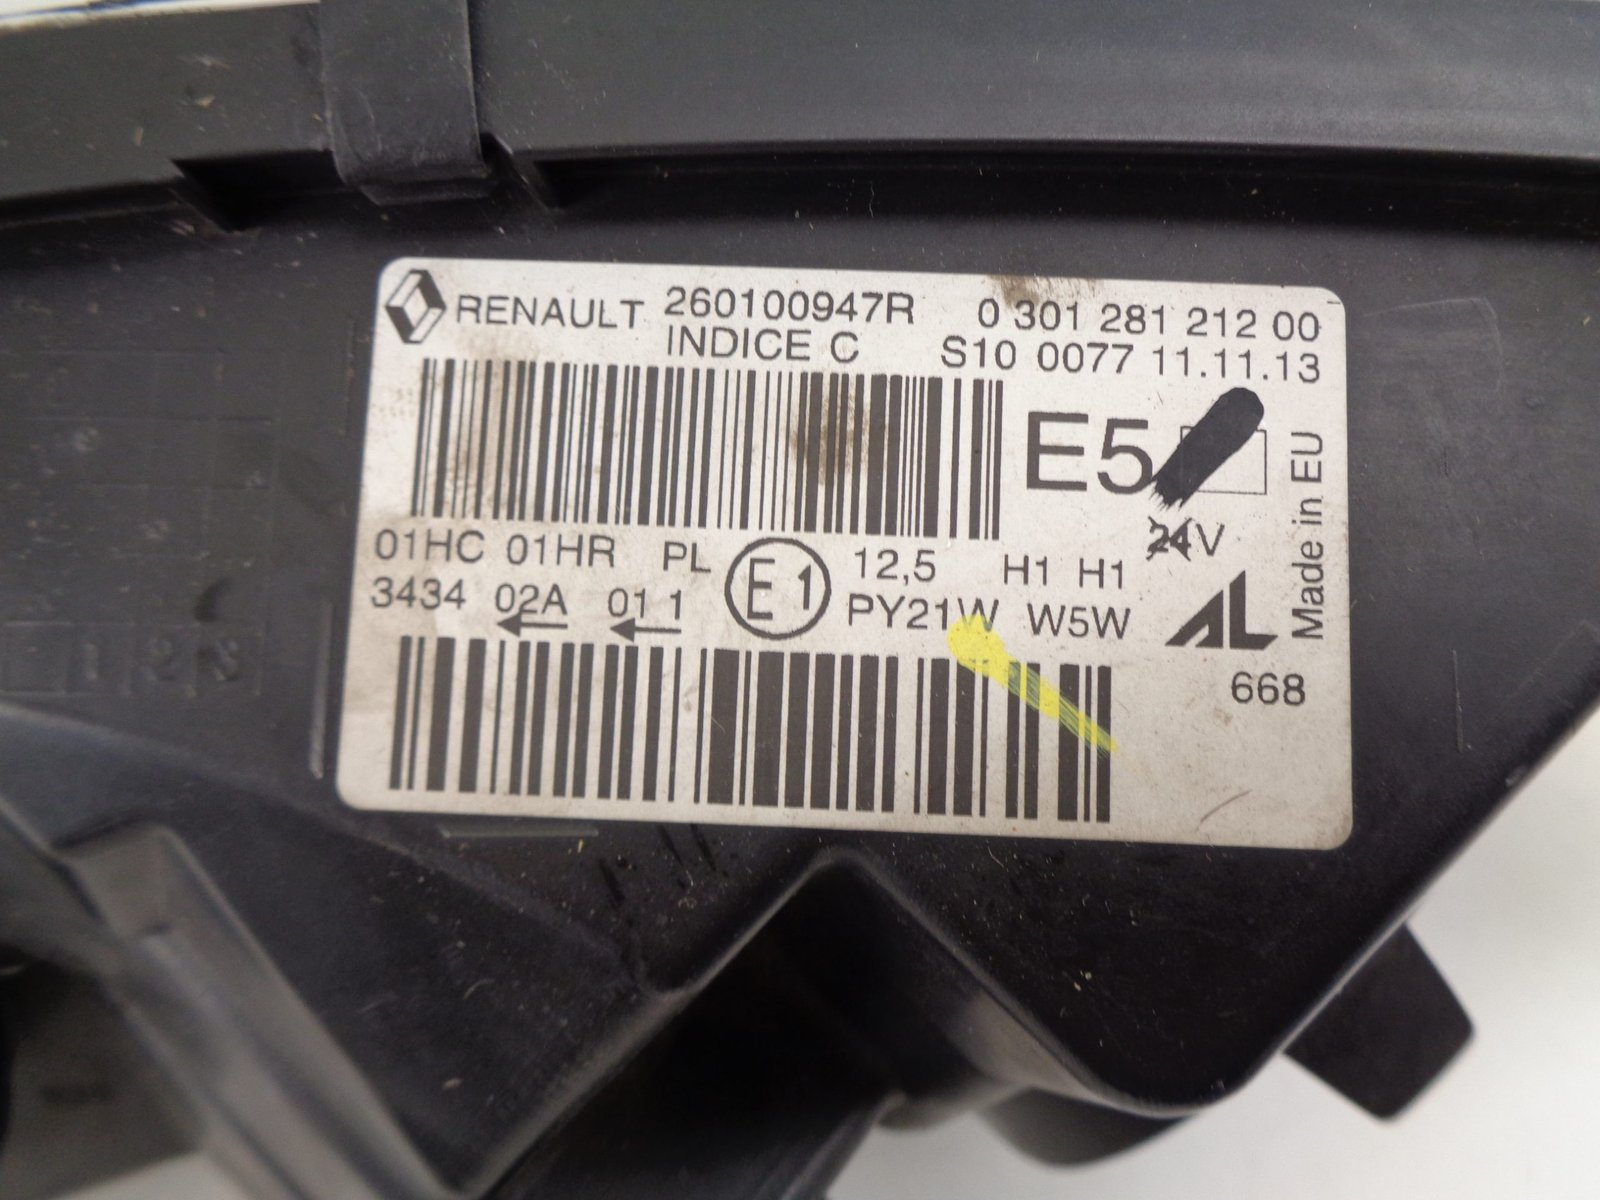 RENAULT 260100947R 0 301 281 212 00
INDICE C S10 0077 11.11.13
E5
24V
Made in EU
01HC 01HR PL E1 12,5 H1 H1
3434 02A 01 1 PY21W W5W
AL
668